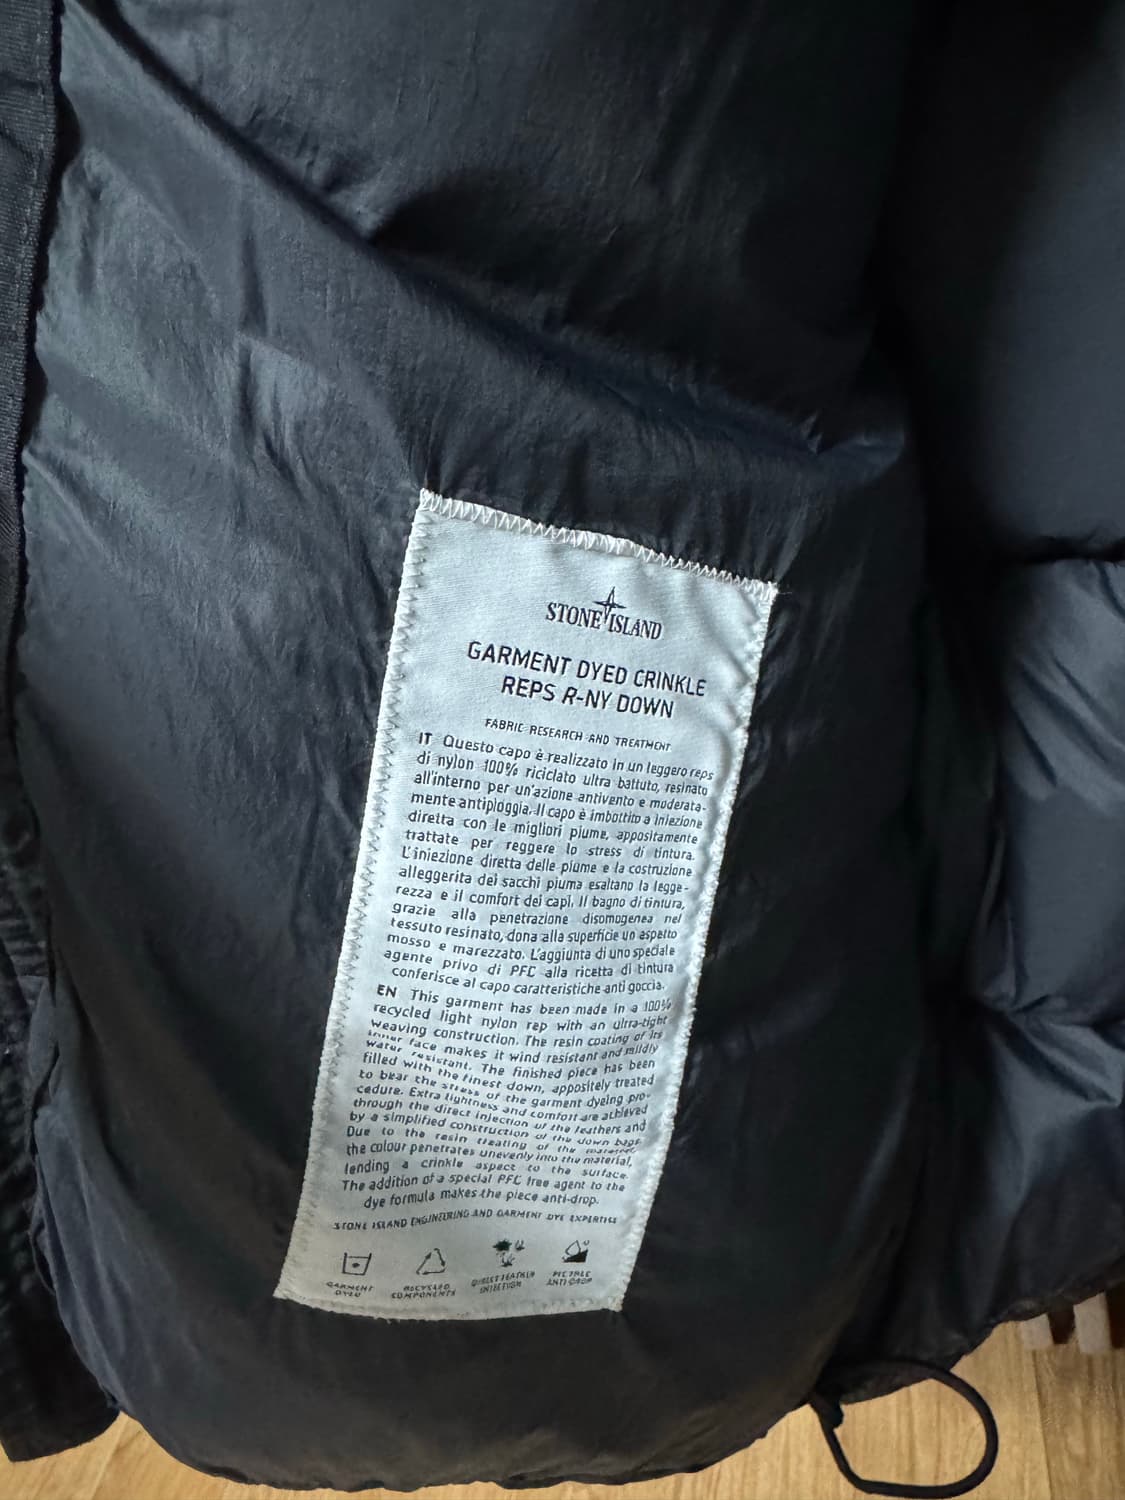 STONE ISLAND
GARMENT DYED CRINKLE
REPS R-NY DOWN
FABRIC RESEARCH AND TREATMENT
IT Questo capo è realizzato in un leggero reps
di nylon 100% riciclato ultra battuto, resinato
all'interno per un'azione antivento e moderata-
mente antipioggia. Il capo è imbottito a iniezione
diretta con le migliori piume, appositamente
trattate per reggere lo stress di tintura.
L'iniezione diretta delle piume e la costruzione
alleggerita dei sacchi piuma esaltano la legge-
rezza e il comfort dei capi. Il bagno di tintura,
grazie alla penetrazione disomogenea nel
tessuto resinato, dona alla superficie un aspetto
mosso e marezzato. L'aggiunta di uno speciale
agente privo di PFC alla ricetta di tintura
conferisce al capo caratteristiche anti goccia.
EN This garment has been made in a 100%
recycled light nylon rep with an ultra-tight
weaving construction. The resin coating of its
inner face makes it wind resistant and mildly
water resistant. The finished piece has been
filled with the finest down, appositely treated
to bear the stress of the garment dyeing pro-
cedure. Extra lightness and comfort are achieved
through the direct injection of the feathers and
by a simplified construction of the down bags.
Due to the resin treating of the material,
the colour penetrates unevenly into the material,
lending a crinkle aspect to the surface.
The addition of a special PFC free agent to the
dye formula makes the piece anti-drop.
STONE ISLAND ENGINEERING AND GARMENT DYE EXPERTISE
GARMENT
DYED
RECYCLED
COMPONENTS
DIRECT FEATHER
INJECTION
PFC FREE
ANTI DROP